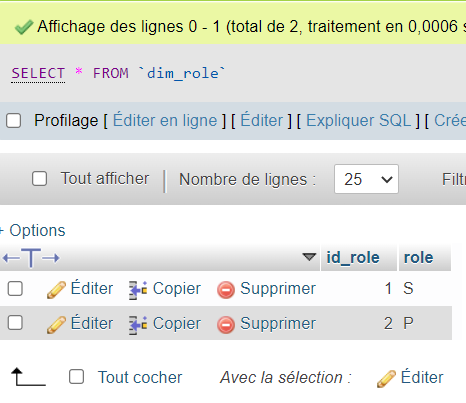 Affichage des lignes 0 - 1 (total de 2, traitement en 0,0006 s
SELECT * FROM `dim_role`
Profilage [ Éditer en ligne ] [ Éditer ] [ Expliquer SQL ] [ Crée
Tout afficher Nombre de lignes : 25 Filtr
+ Options
id_role role
Éditer Copier Supprimer 1 S
Éditer Copier Supprimer 2 P
Tout cocher Avec la sélection : Éditer